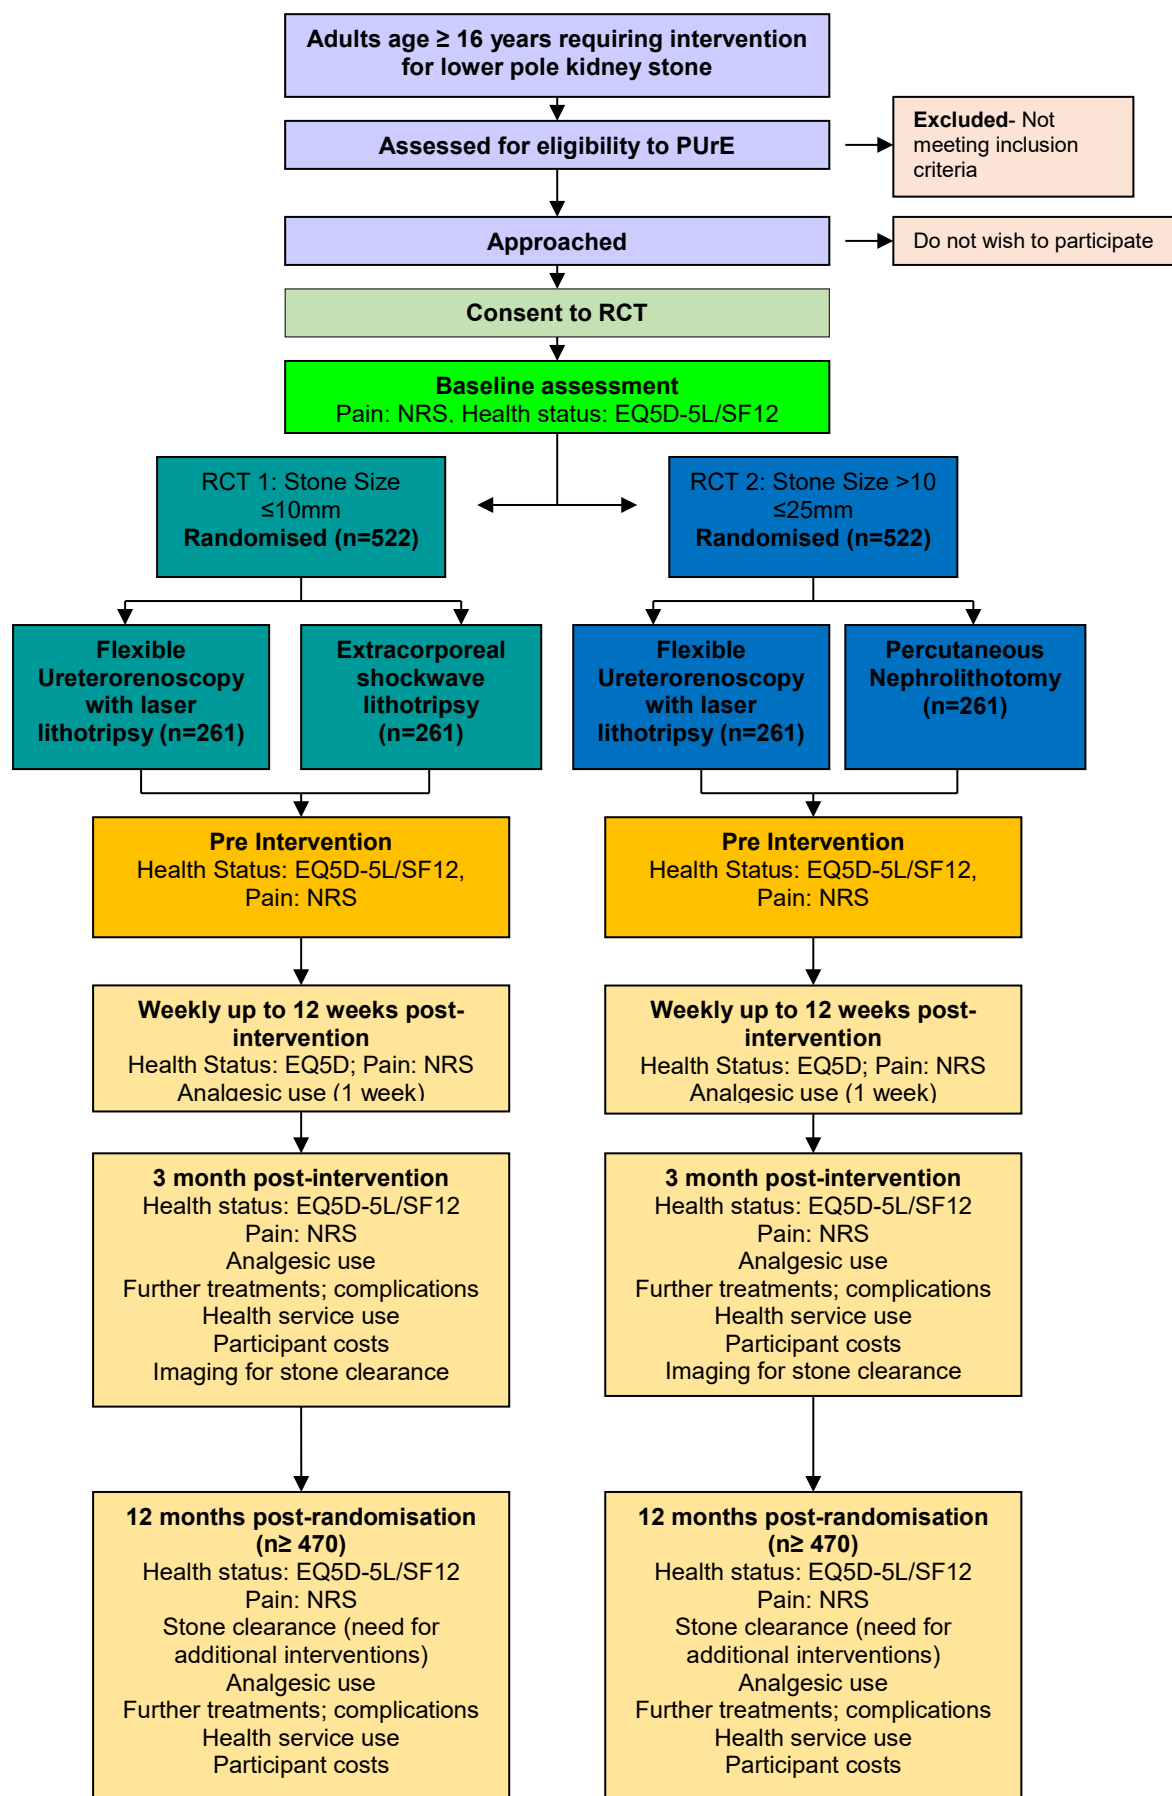 Adults age ≥ 16 years requiring intervention
for lower pole kidney stone
Assessed for eligibility to PUrE
Excluded- Not
meeting inclusion
criteria
Approached
Do not wish to participate
Consent to RCT
Baseline assessment
Pain: NRS, Health status: EQ5D-5L/SF12
RCT 1: Stone Size
≤10mm
Randomised (n=522)
RCT 2: Stone Size >10
≤25mm
Randomised (n=522)
Flexible
Ureterorenoscopy
with laser
lithotripsy (n=261)
Extracorporeal
shockwave
lithotripsy
(n=261)
Flexible
Ureterorenoscopy
with laser
lithotripsy (n=261)
Percutaneous
Nephrolithotomy
(n=261)
Pre Intervention
Health Status: EQ5D-5L/SF12,
Pain: NRS
Pre Intervention
Health Status: EQ5D-5L/SF12,
Pain: NRS
Weekly up to 12 weeks post-
intervention
Health Status: EQ5D; Pain: NRS
Analgesic use (1 week)
Weekly up to 12 weeks post-
intervention
Health Status: EQ5D; Pain: NRS
Analgesic use (1 week)
3 month post-intervention
Health status: EQ5D-5L/SF12
Pain: NRS
Analgesic use
Further treatments; complications
Health service use
Participant costs
Imaging for stone clearance
3 month post-intervention
Health status: EQ5D-5L/SF12
Pain: NRS
Analgesic use
Further treatments; complications
Health service use
Participant costs
Imaging for stone clearance
12 months post-randomisation
(n≥ 470)
Health status: EQ5D-5L/SF12
Pain: NRS
Stone clearance (need for
additional interventions)
Analgesic use
Further treatments; complications
Health service use
Participant costs
12 months post-randomisation
(n≥ 470)
Health status: EQ5D-5L/SF12
Pain: NRS
Stone clearance (need for
additional interventions)
Analgesic use
Further treatments; complications
Health service use
Participant costs